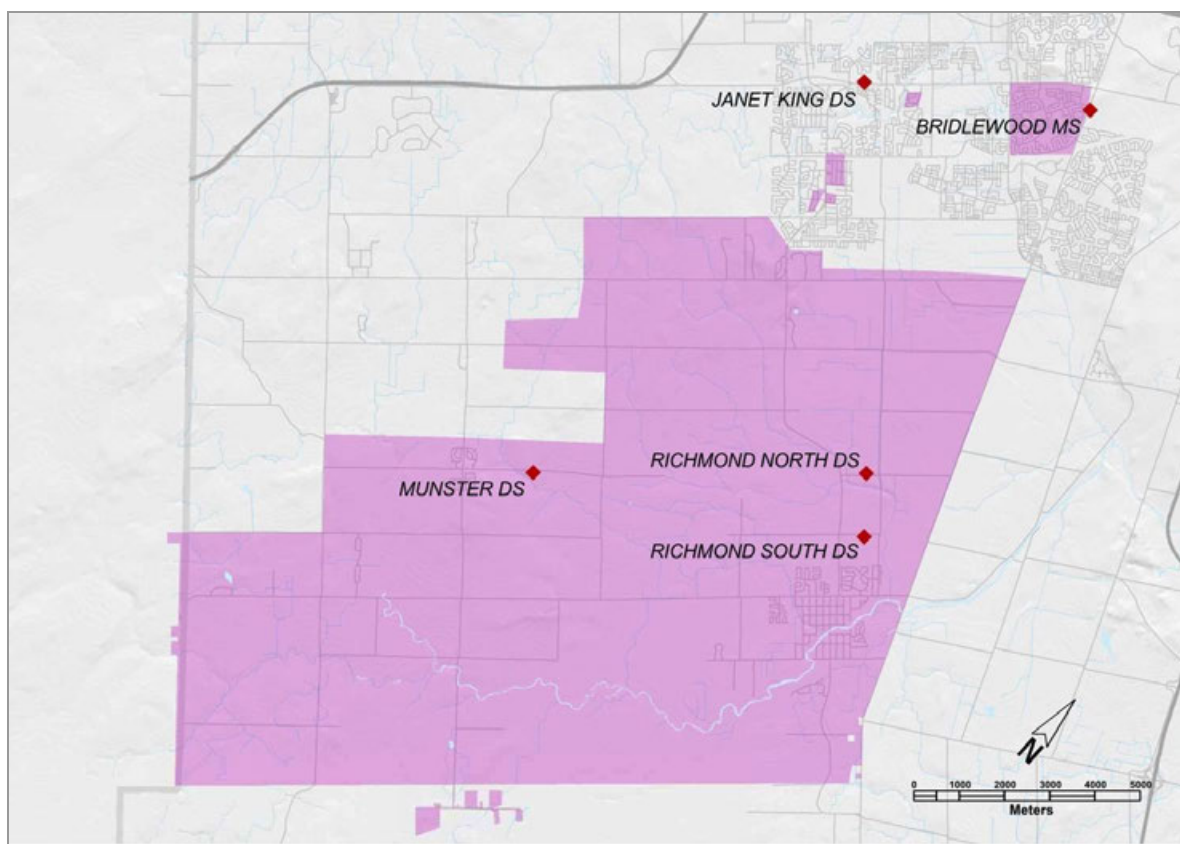 JANET KING DS
BRIDLEWOOD MS
RICHMOND NORTH DS
MUNSTER DS
RICHMOND SOUTH DS
N
0 1000 2000 3000 4000 5000
Meters